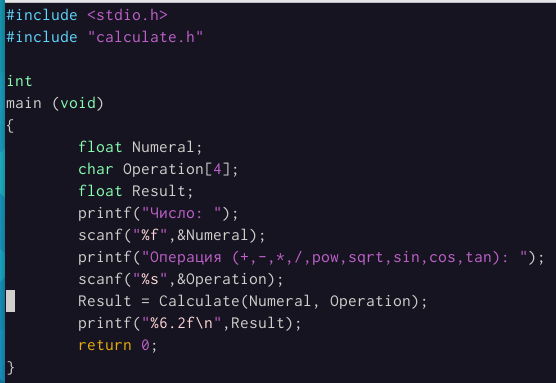 #include <stdio.h>
#include "calculate.h"

int
main (void)
{
        float Numeral;
        char Operation[4];
        float Result;
        printf("Число: ");
        scanf("%f",&Numeral);
        printf("Операция (+,-,*,/,pow,sqrt,sin,cos,tan): ");
        scanf("%s",&Operation);
        Result = Calculate(Numeral, Operation);
        printf("%6.2f\n",Result);
        return 0;
}